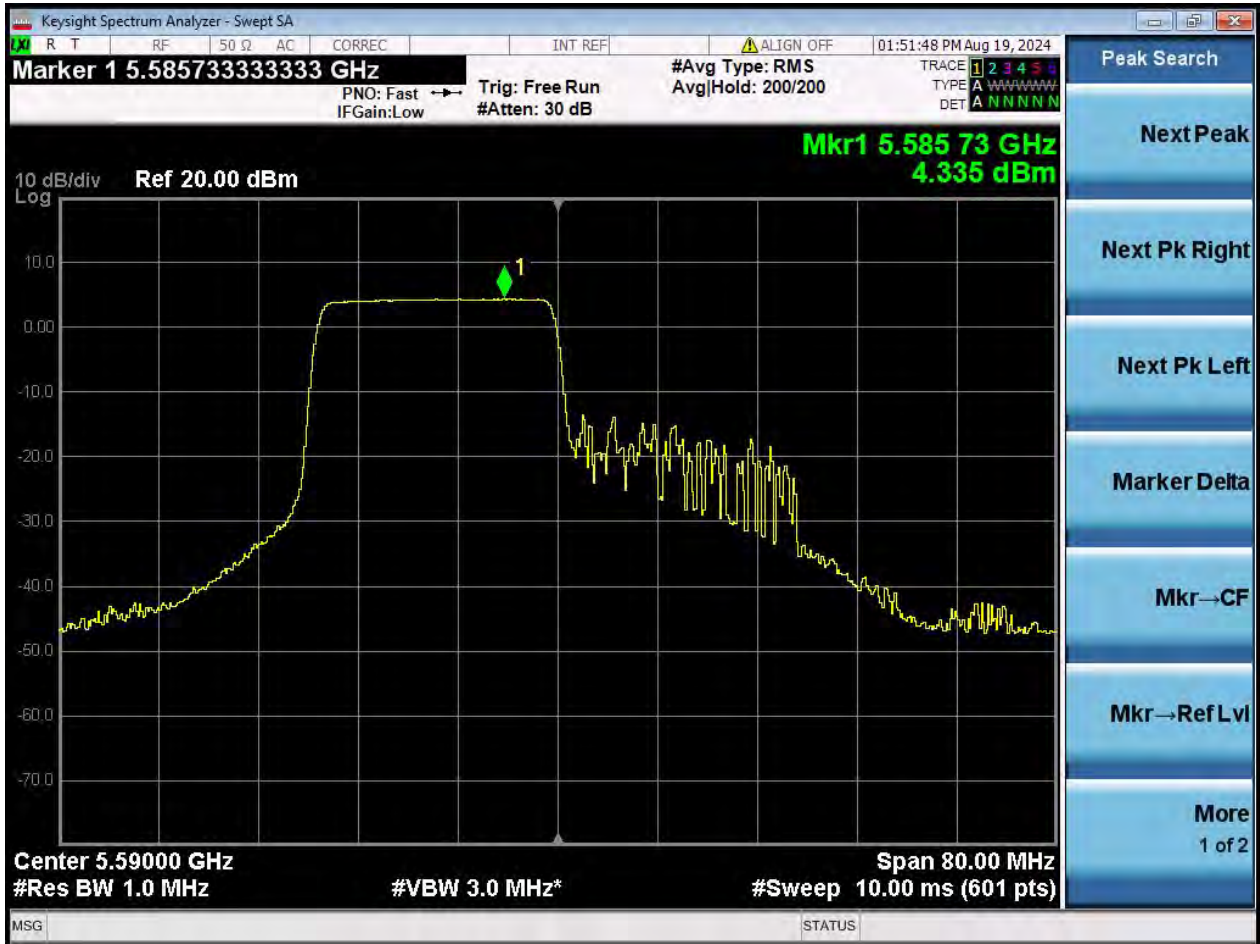 Keysight Spectrum Analyzer - Swept SA
LXI R T RF 50 Ω AC CORREC INT REF ALIGN OFF 01:51:48 PM Aug 19, 2024
Marker 1 5.585733333333 GHz
PNO: Fast
IFGain:Low
Trig: Free Run
#Atten: 30 dB
#Avg Type: RMS
Avg|Hold: 200/200
TRACE 1 2 3 4 5 6
TYPE A WWWWW
DET A N N N N N
Mkr1 5.585 73 GHz
4.335 dBm
10 dB/div Ref 20.00 dBm
Log
10.0
1
0.00
-10.0
-20.0
-30.0
-40.0
-50.0
-60.0
-70.0
Center 5.59000 GHz Span 80.00 MHz
#Res BW 1.0 MHz #VBW 3.0 MHz* #Sweep 10.00 ms (601 pts)
MSG STATUS
Peak Search
Next Peak
Next Pk Right
Next Pk Left
Marker Delta
Mkr→CF
Mkr→Ref Lvl
More
1 of 2